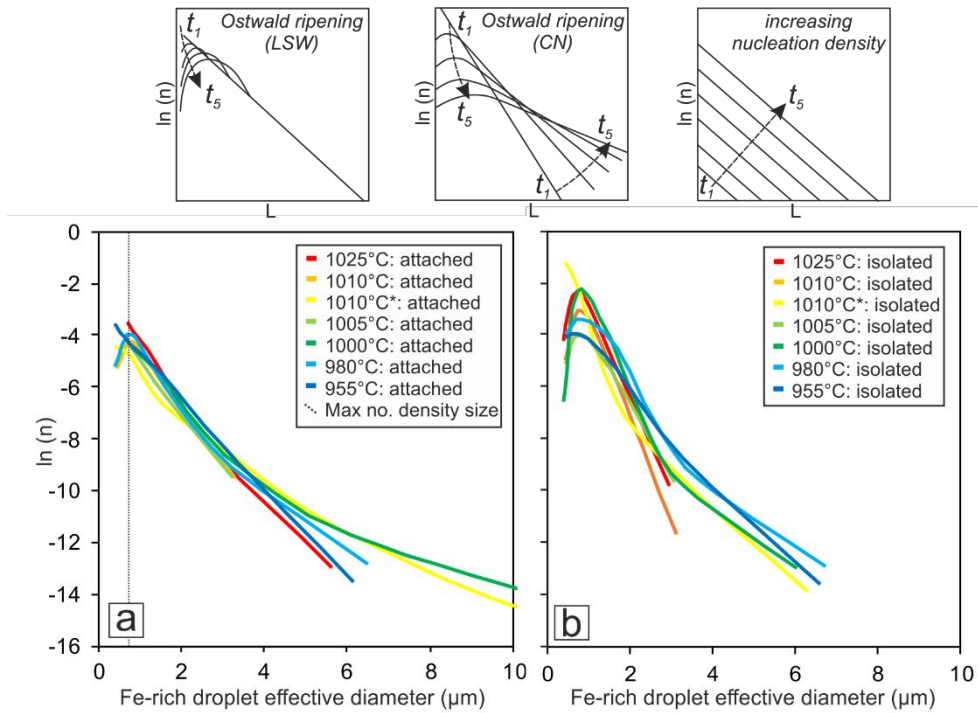 Ostwald ripening
(LSW)
t1
t5
ln (n)
L
Ostwald ripening
(CN)
t1
t5
t5
t1
ln (n)
L
increasing
nucleation density
t5
t1
ln (n)
L
0
-2
-4
-6
-8
-10
-12
-14
-16
ln (n)
1025°C: attached
1010°C: attached
1010°C*: attached
1005°C: attached
1000°C: attached
980°C: attached
955°C: attached
Max no. density size
a
0 2 4 6 8 10
Fe-rich droplet effective diameter (µm)
1025°C: isolated
1010°C: isolated
1010°C*: isolated
1005°C: isolated
1000°C: isolated
980°C: isolated
955°C: isolated
b
0 2 4 6 8 10
Fe-rich droplet effective diameter (µm)